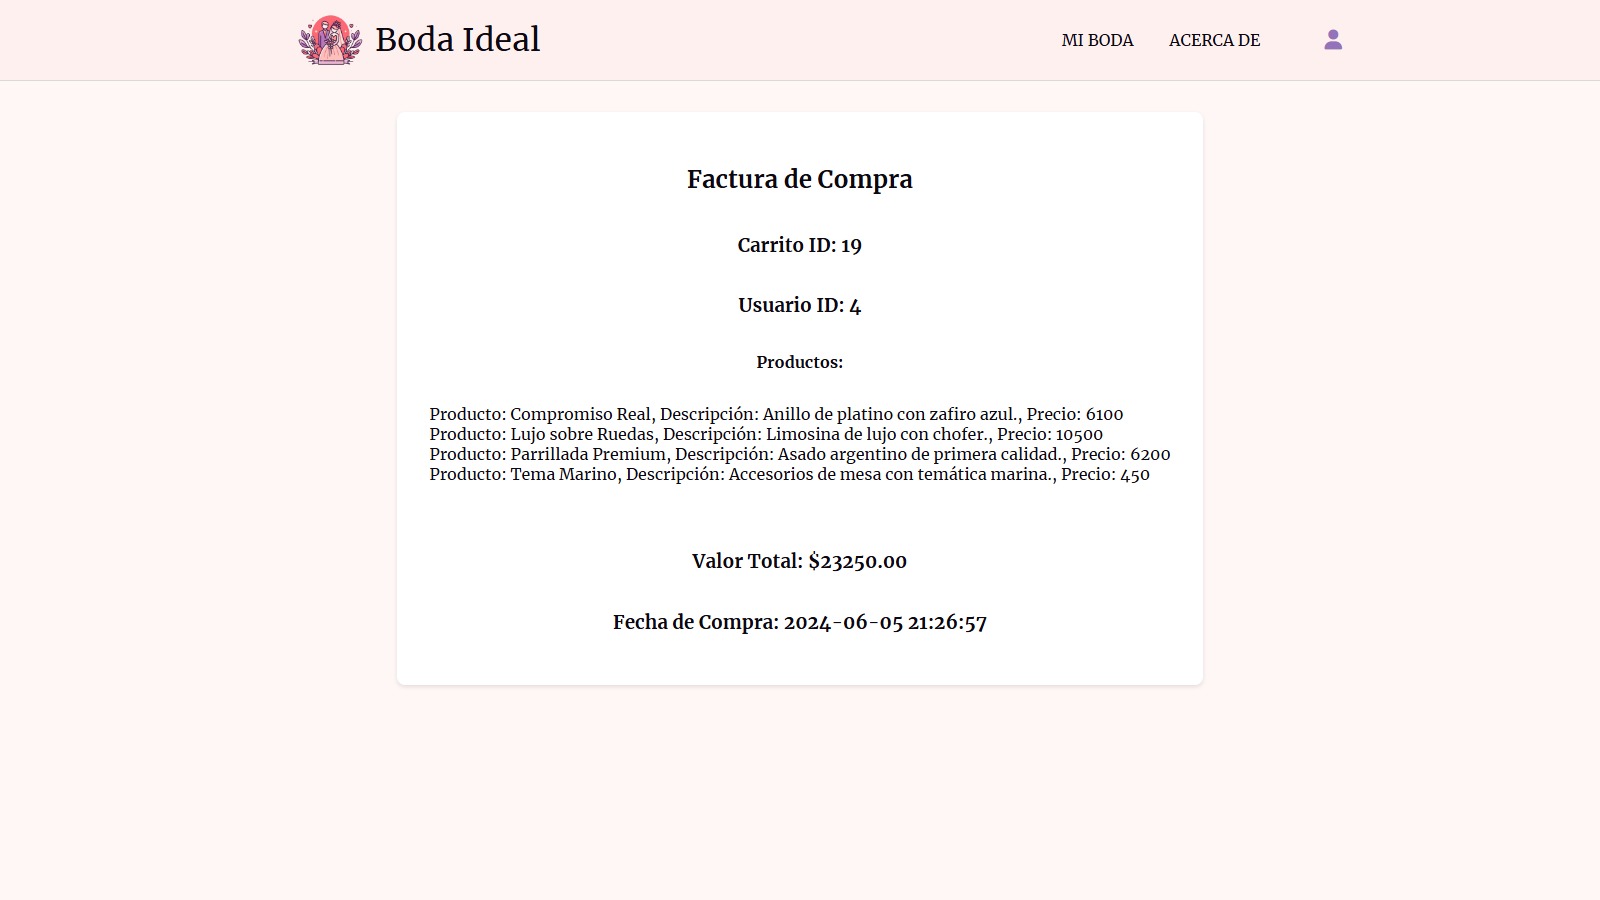 Boda Ideal
MI BODA
ACERCA DE
Factura de Compra
Carrito ID: 19
Usuario ID: 4
Productos:
Producto: Compromiso Real, Descripción: Anillo de platino con zafiro azul., Precio: 6100
Producto: Lujo sobre Ruedas, Descripción: Limosina de lujo con chofer., Precio: 10500
Producto: Parrillada Premium, Descripción: Asado argentino de primera calidad., Precio: 6200
Producto: Tema Marino, Descripción: Accesorios de mesa con temática marina., Precio: 450
Valor Total: $23250.00
Fecha de Compra: 2024-06-05 21:26:57